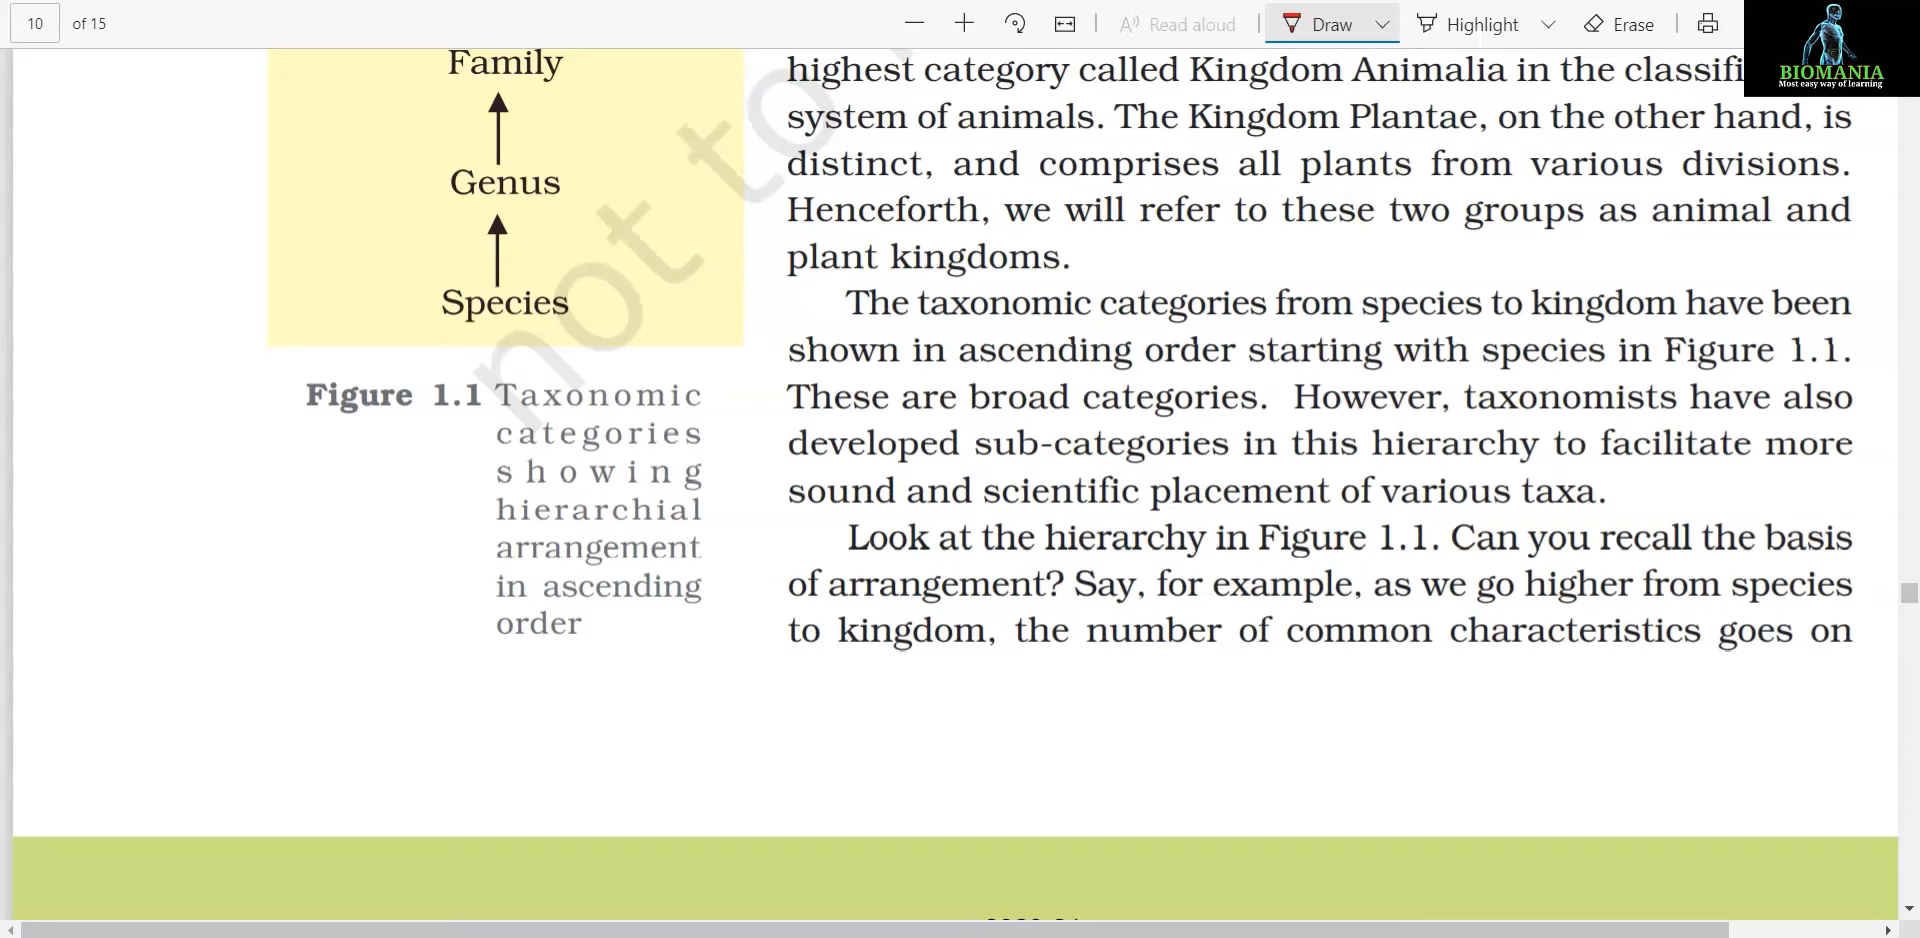 10 of 15
Read aloud
Draw
Highlight
Erase
BIOMANIA
Most easy way of learning
Family
Genus
Species
Figure 1.1 Taxonomic
categories
showing
hierarchial
arrangement
in ascending
order
not to
highest category called Kingdom Animalia in the classifi
system of animals. The Kingdom Plantae, on the other hand, is
distinct, and comprises all plants from various divisions.
Henceforth, we will refer to these two groups as animal and
plant kingdoms.
The taxonomic categories from species to kingdom have been
shown in ascending order starting with species in Figure 1.1.
These are broad categories. However, taxonomists have also
developed sub-categories in this hierarchy to facilitate more
sound and scientific placement of various taxa.
Look at the hierarchy in Figure 1.1. Can you recall the basis
of arrangement? Say, for example, as we go higher from species
to kingdom, the number of common characteristics goes on